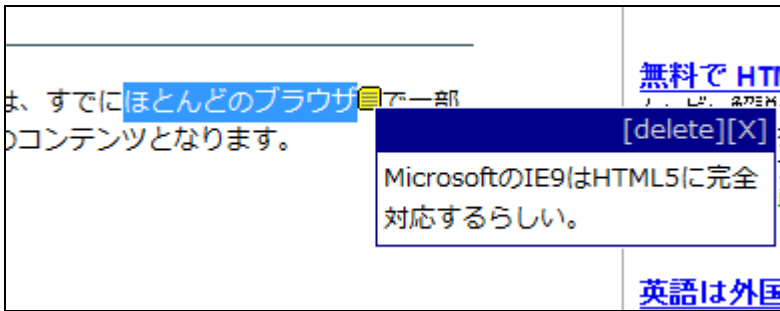 無料で HTM
は、すでにほとんどのブラウザで一部
のコンテンツとなります。
[delete][X]
MicrosoftのIE9はHTML5に完全
対応するらしい。
英語は外国